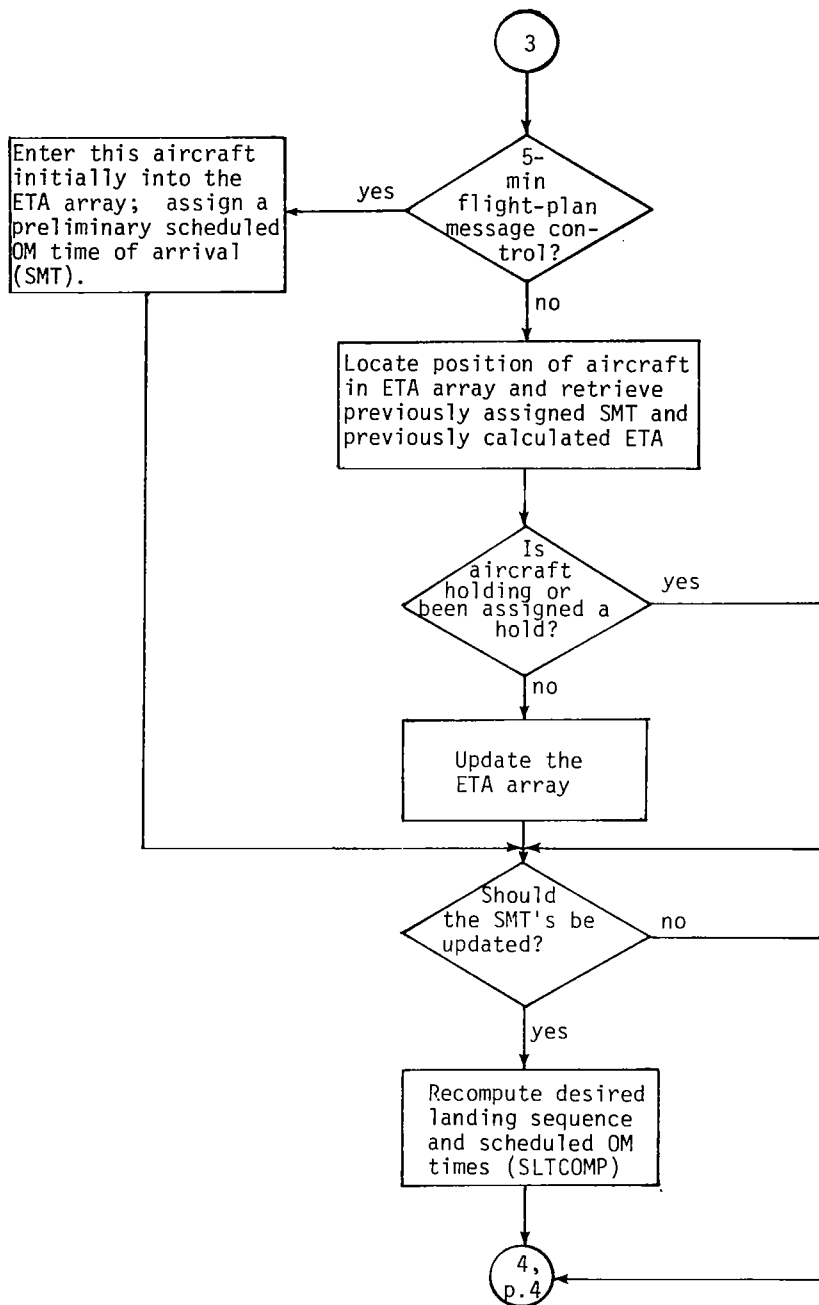 3
5-
min
flight-plan
message con-
trol?
yes
Enter this aircraft
initially into the
ETA array; assign a
preliminary scheduled
OM time of arrival
(SMT).
no
Locate position of aircraft
in ETA array and retrieve
previously assigned SMT and
previously calculated ETA
Is
aircraft
holding or
been assigned a
hold?
yes
no
Update the
ETA array
Should
the SMT's be
updated?
no
yes
Recompute desired
landing sequence
and scheduled OM
times (SLTCOMP)
4,
p.4